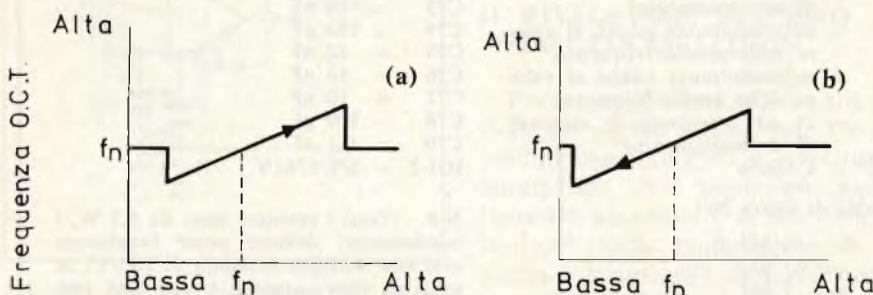 Alta
(a)
fn
Frequenza O.C.T.
Bassa fn Alta
Alta
(b)
fn
Bassa fn Alta